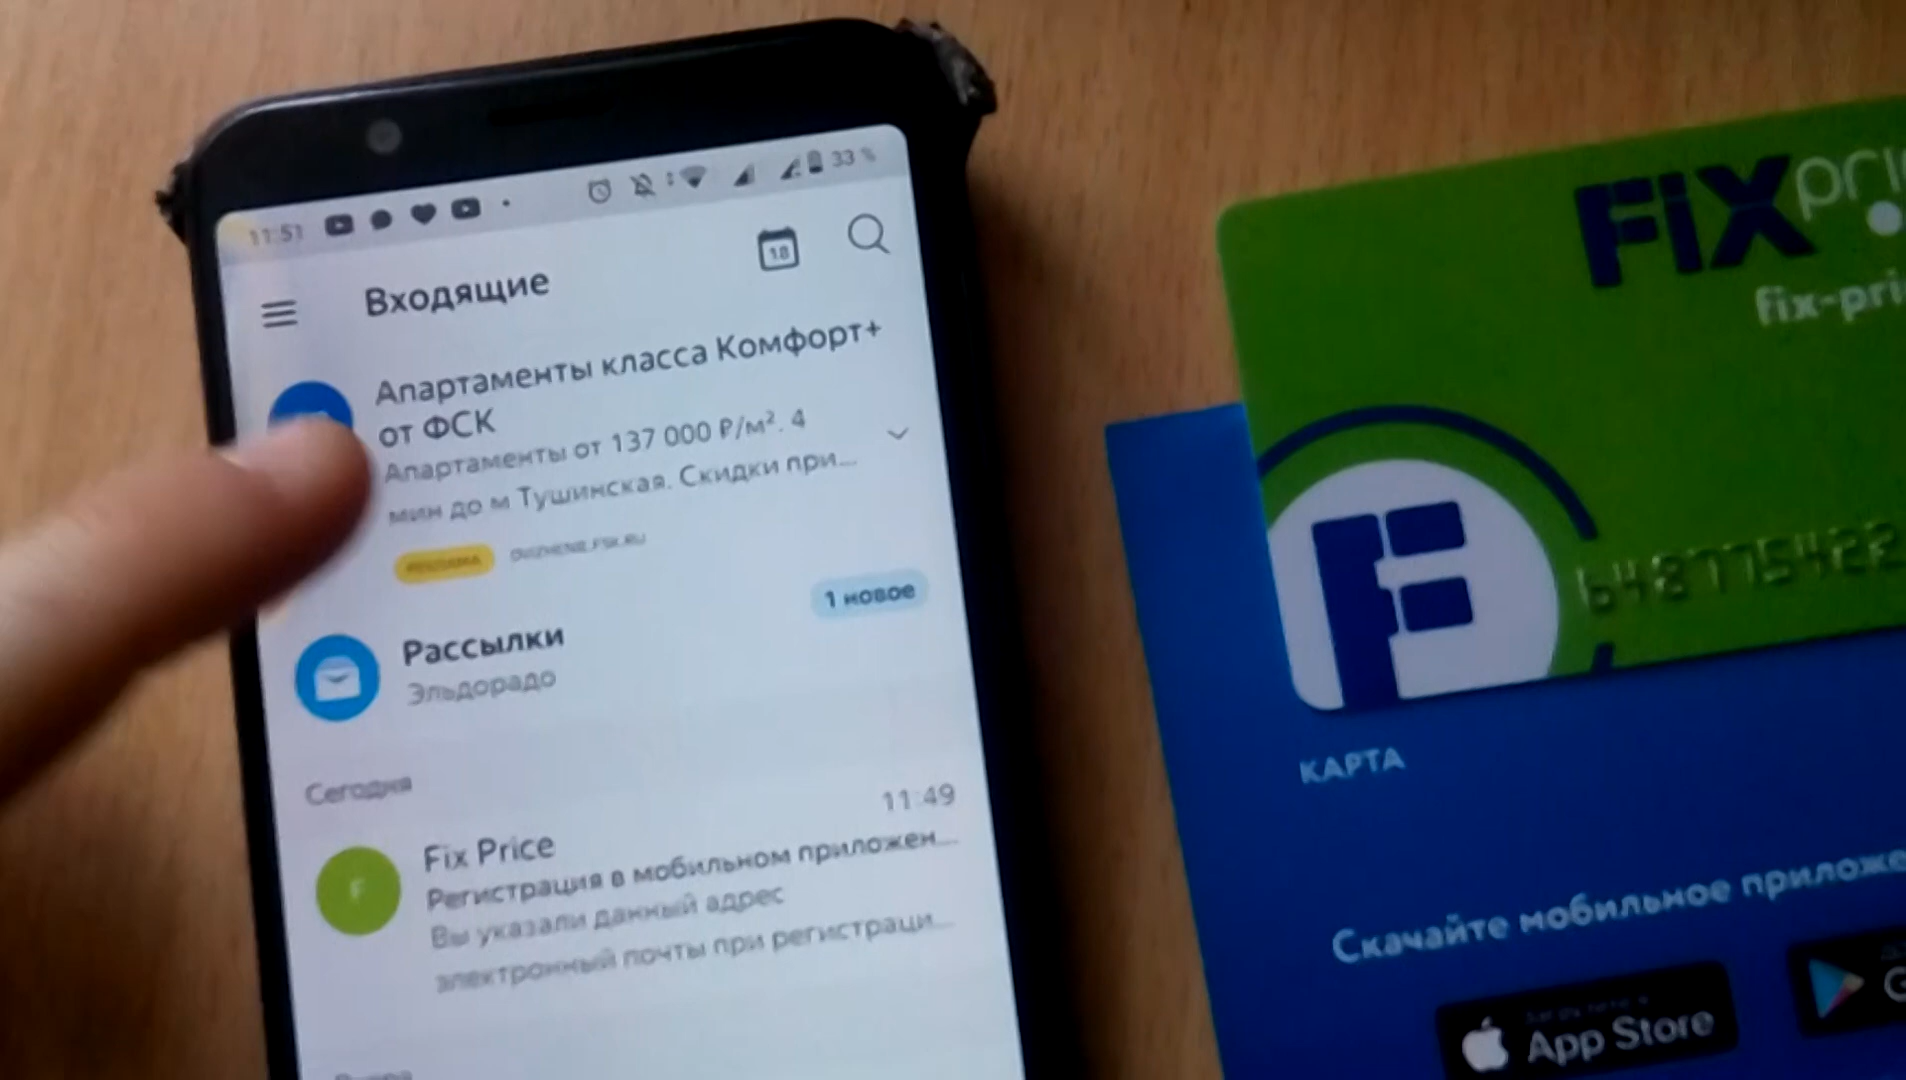 11:51
33 %
18
Входящие
Апартаменты класса Комфорт+
от ФСК
Апартаменты от 137 000 ₽/м². 4
мин до м Тушинская. Скидки при...
РЕКЛАМА
1 новое
Рассылки
Эльдорадо
Сегодня
11:49
Fix Price
F
Регистрация в мобильном приложен...
Вы указали данный адрес
электронный почты при регистраци...
FiX pri
fix-pri
F
648775422
КАРТА
Скачайте мобильное приложе
App Store
G